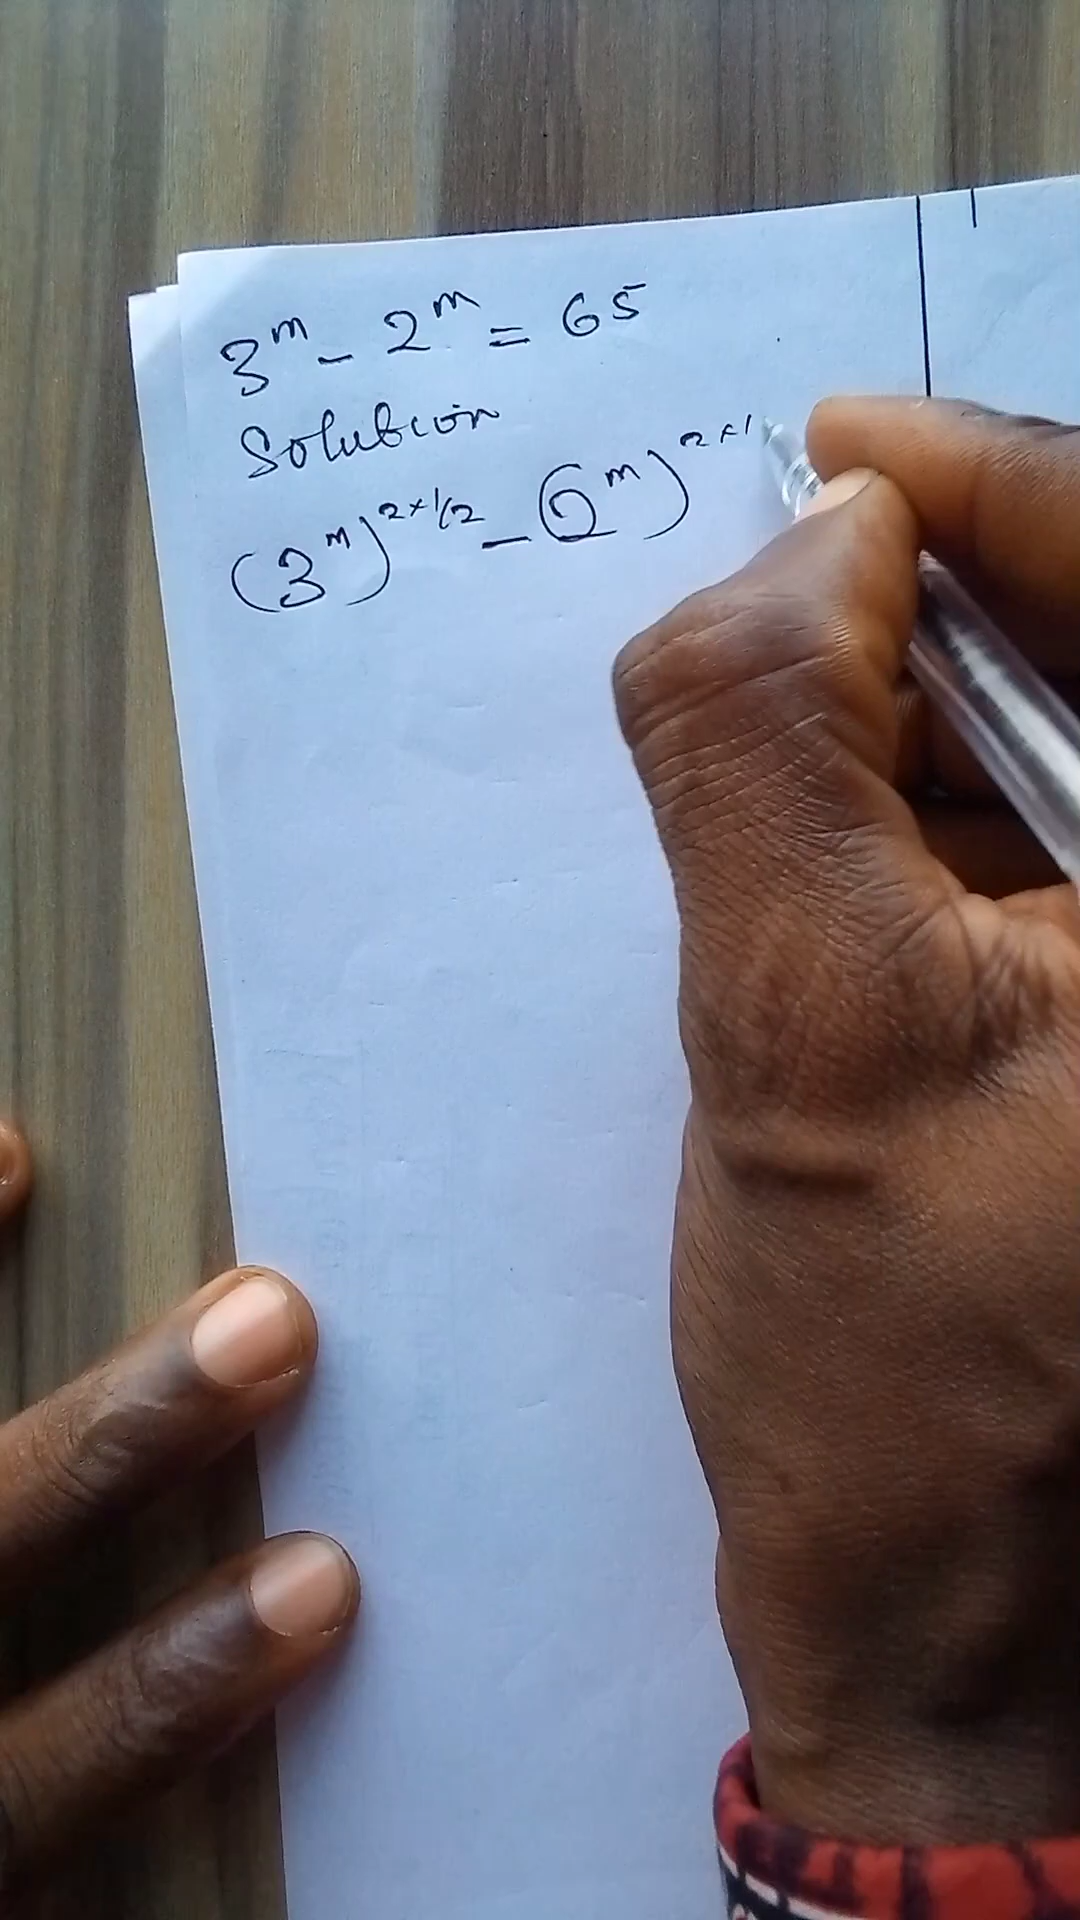 3^m - 2^m = 65
Solution
(3^m)^2×1/2 - (2^m)^2×1